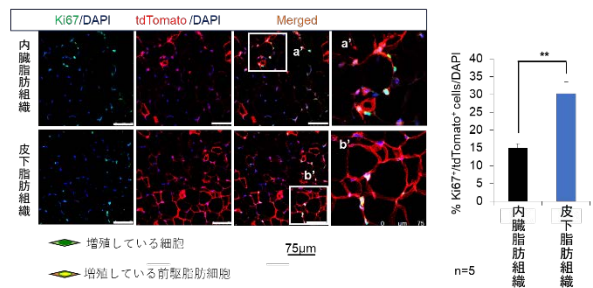 Ki67/DAPI tdTomato/DAPI Merged
内臓脂肪組織
a'
a'
皮下脂肪組織
b'
b'
0 μm 75
増殖している細胞
増殖している前駆脂肪細胞
75μm
% Ki67⁺/tdTomato⁺ cells/DAPI
40
35
30
25
20
15
10
5
0
**
内臓脂肪組織
皮下脂肪組織
n=5